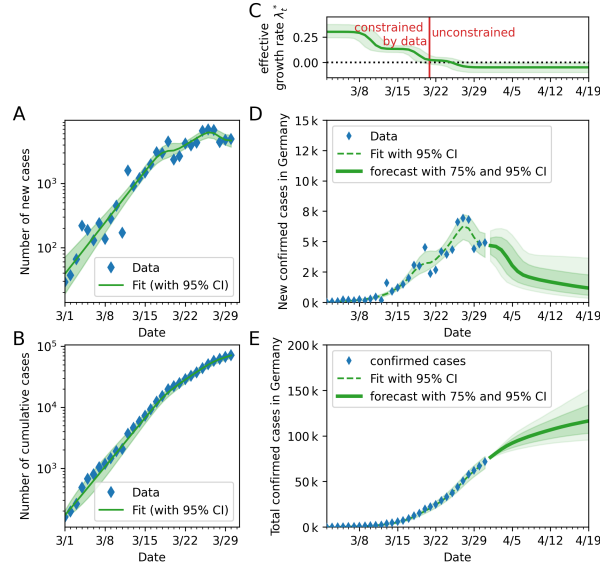 C
effective
growth rate λ*t
0.25
0.00
constrained
by data
unconstrained
3/8
3/15
3/22
3/29
4/5
4/12
4/19
A
Number of new cases
10³
10²
Data
Fit (with 95% CI)
3/1
3/8
3/15
3/22
3/29
Date
D
New confirmed cases in Germany
15 k
12 k
10 k
8 k
5 k
2 k
0 k
Data
Fit with 95% CI
forecast with 75% and 95% CI
3/8
3/15
3/22
3/29
4/5
4/12
4/19
Date
B
Number of cumulative cases
10⁵
10⁴
10³
Data
Fit (with 95% CI)
3/1
3/8
3/15
3/22
3/29
Date
E
Total confirmed cases in Germany
200 k
150 k
100 k
50 k
0 k
confirmed cases
Fit with 95% CI
forecast with 75% and 95% CI
3/8
3/15
3/22
3/29
4/5
4/12
4/19
Date